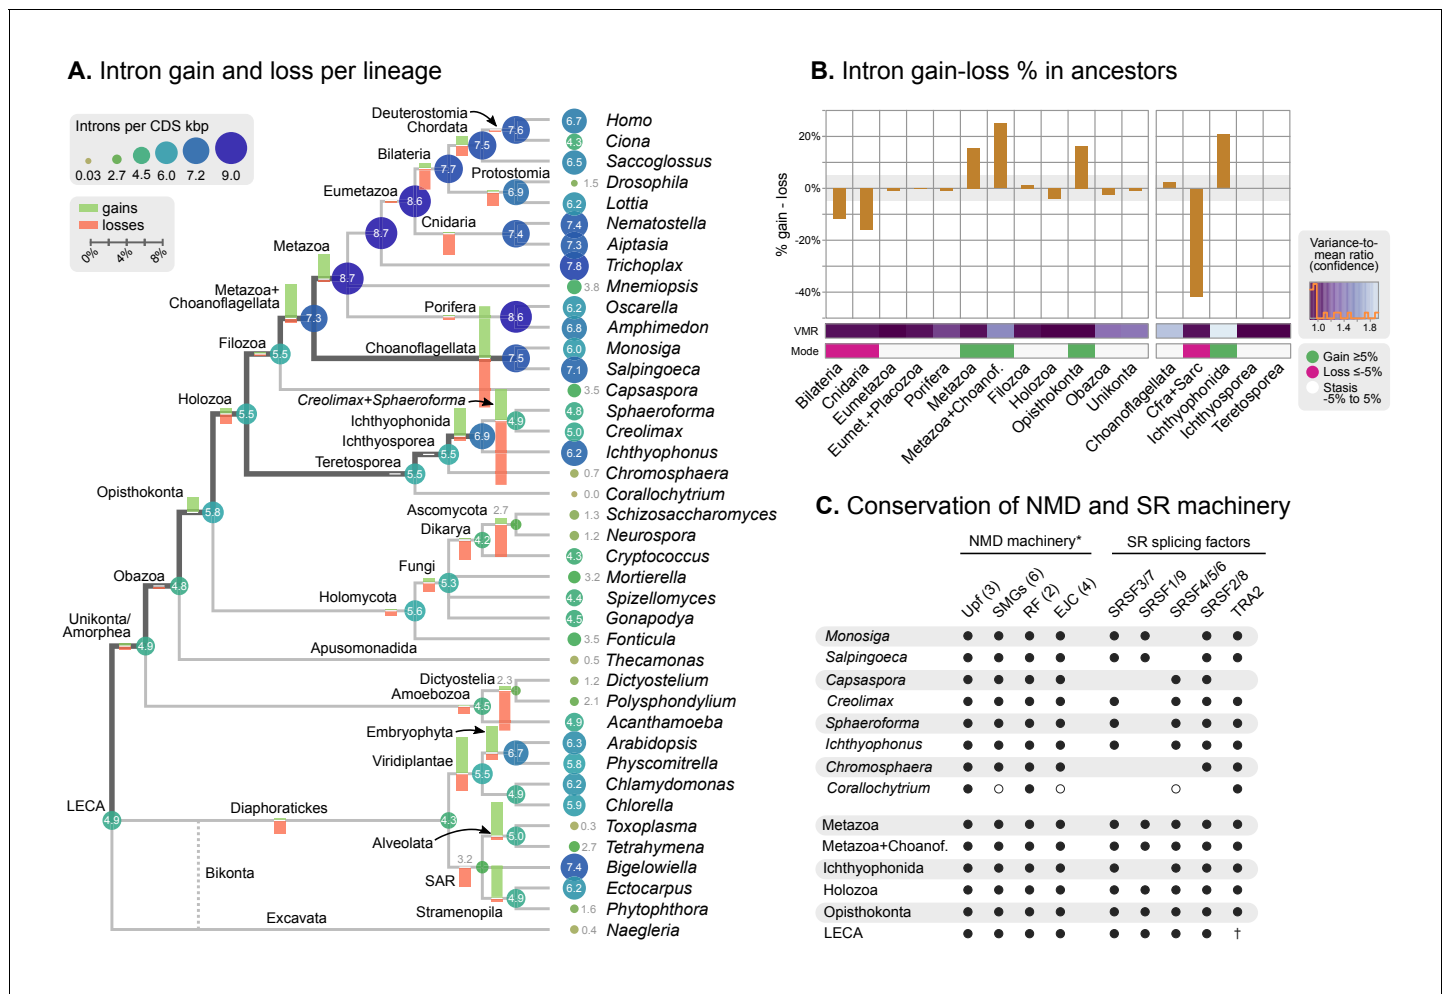 A. Intron gain and loss per lineage
Introns per CDS kbp
0.03 2.7 4.5 6.0 7.2 9.0
gains
losses
0% 4% 8%
Deuterostomia
Chordata
Bilateria
Protostomia
Eumetazoa
Cnidaria
Metazoa
Metazoa+
Choanoflagellata
Porifera
Filozoa
Choanoflagellata
Creolimax+Sphaeroforma
Holozoa
Ichthyophonida
Ichthyosporea
Teretosporea
Opisthokonta
Ascomycota 2.7
Dikarya
Fungi
Obazoa
Holomycota
Unikonta/
Amorphea
Apusomonadida
Dictyostelia 2.3
Amoebozoa
Embryophyta
Viridiplantae
LECA
Diaphoratickes
Alveolata
3.2
SAR
Bikonta
Stramenopila
Excavata
7.6
7.5
7.7
6.9
8.6
7.4
8.7
8.7
8.6
7.3
7.5
5.5
5.5
4.9
6.9
5.5
5.5
5.8
4.2
5.3
4.8
5.6
4.9
4.5
6.7
5.5
4.9
4.9
4.3
5.0
4.9
6.7 Homo
4.3 Ciona
6.5 Saccoglossus
1.5 Drosophila
6.2 Lottia
7.4 Nematostella
7.3 Aiptasia
7.8 Trichoplax
3.8 Mnemiopsis
6.2 Oscarella
6.8 Amphimedon
6.0 Monosiga
7.1 Salpingoeca
3.5 Capsaspora
4.8 Sphaeroforma
5.0 Creolimax
6.2 Ichthyophonus
0.7 Chromosphaera
0.0 Corallochytrium
1.3 Schizosaccharomyces
1.2 Neurospora
4.3 Cryptococcus
3.2 Mortierella
4.4 Spizellomyces
4.5 Gonapodya
3.5 Fonticula
0.5 Thecamonas
1.2 Dictyostelium
2.1 Polysphondylium
4.9 Acanthamoeba
6.3 Arabidopsis
5.8 Physcomitrella
6.2 Chlamydomonas
5.9 Chlorella
0.3 Toxoplasma
2.7 Tetrahymena
7.4 Bigelowiella
6.2 Ectocarpus
1.6 Phytophthora
0.4 Naegleria
B. Intron gain-loss % in ancestors
% gain - loss
20%
0%
-20%
-40%
VMR
Mode
Bilateria
Cnidaria
Eumetazoa
Eumet.+Placozoa
Porifera
Metazoa
Metazoa+Choanof.
Filozoa
Holozoa
Opisthokonta
Obazoa
Unikonta
Choanoflagellata
Cfra+Sarc
Ichthyophonida
Ichthyosporea
Teretosporea
Variance-to-
mean ratio
(confidence)
1.0 1.4 1.8
Gain ≥5%
Loss ≤-5%
Stasis
-5% to 5%
C. Conservation of NMD and SR machinery
NMD machinery* SR splicing factors
Upf (3) SMGs (6) RF (2) EJC (4) SRSF3/7 SRSF1/9 SRSF4/5/6 SRSF2/8 TRA2
Monosiga
Salpingoeca
Capsaspora
Creolimax
Sphaeroforma
Ichthyophonus
Chromosphaera
Corallochytrium
Metazoa
Metazoa+Choanof.
Ichthyophonida
Holozoa
Opisthokonta
LECA †